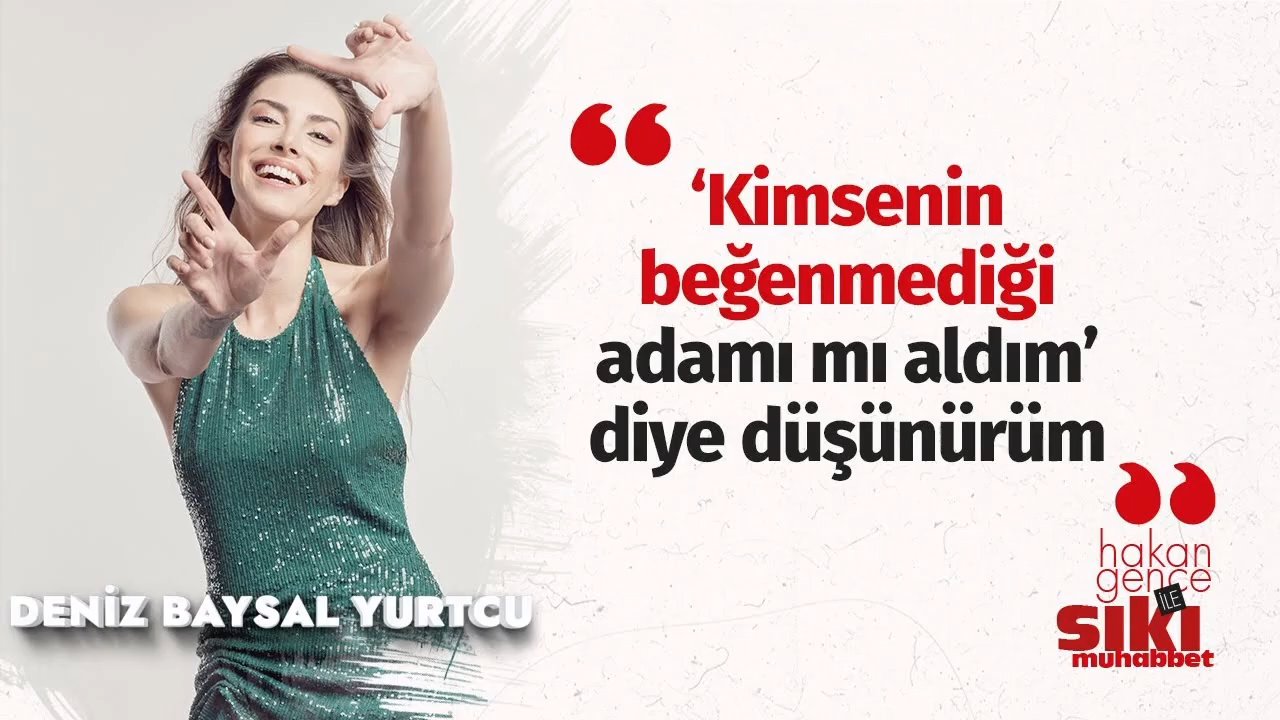 “
‘Kimsenin
beğenmediği
adamı mı aldım’
diye düşünürüm
”
DENİZ BAYSAL YURTCU
hakan
gence
İLE
SIKI
muhabbet